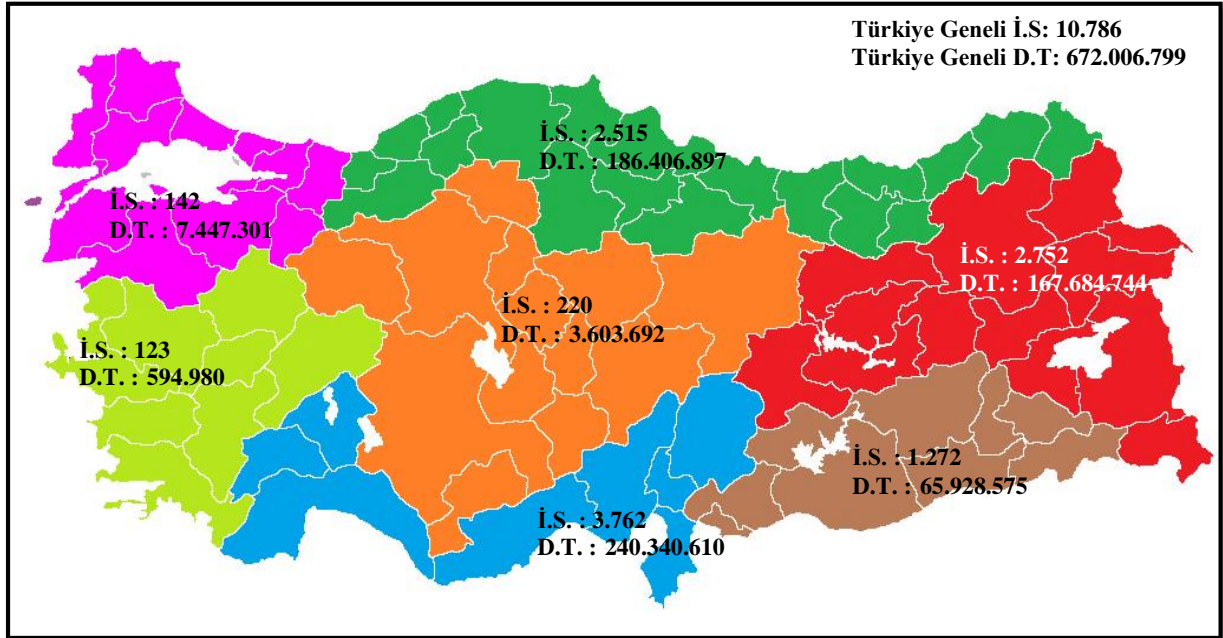 Türkiye Geneli İ.S: 10.786
Türkiye Geneli D.T: 672.006.799
İ.S. : 2.515
D.T. : 186.406.897
İ.S. : 142
D.T. : 7.447.301
İ.S. : 2.752
D.T. : 167.684.744
İ.S. : 220
D.T. : 3.603.692
İ.S. : 123
D.T. : 594.980
İ.S. : 1.272
D.T. : 65.928.575
İ.S. : 3.762
D.T. : 240.340.610